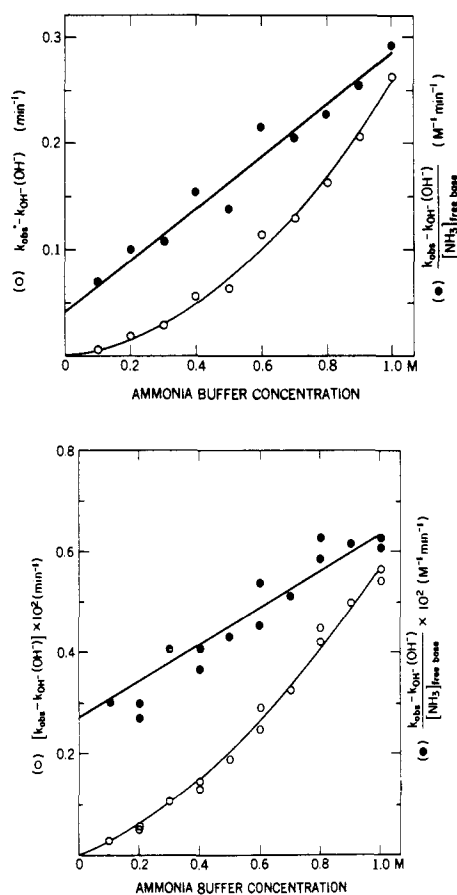 0.3
0.2
0.1
0
0.2
0.4
0.6
0.8
1.0 M
AMMONIA BUFFER CONCENTRATION
(○) k_obs - k_OH⁻(OH⁻) (min⁻¹)
(●) k_obs - k_OH⁻(OH⁻) / [NH₃]free base (M⁻¹ min⁻¹)
0.8
0.6
0.4
0.2
0
0.2
0.4
0.6
0.8
1.0 M
AMMONIA BUFFER CONCENTRATION
(○) [k_obs - k_OH⁻(OH⁻)] × 10² (min⁻¹)
(●) k_obs - k_OH⁻(OH⁻) / [NH₃]free base × 10² (M⁻¹ min⁻¹)